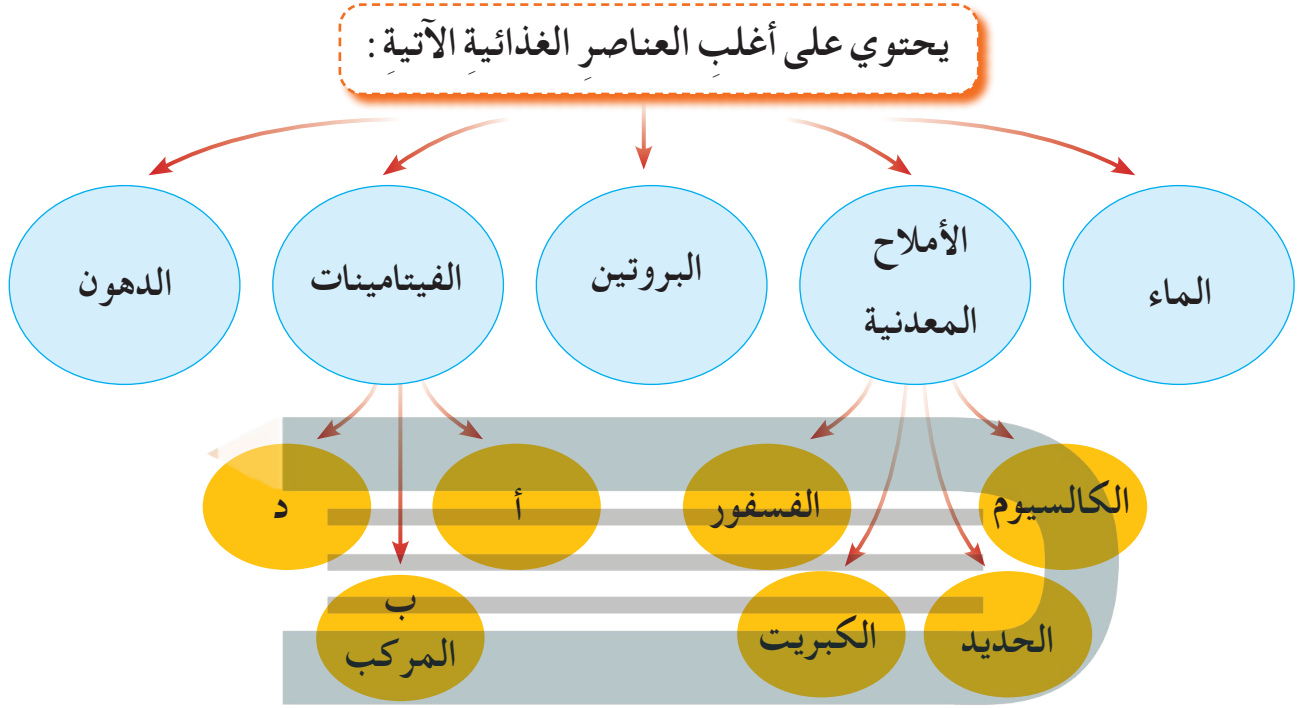 يحتوي على أغلبِ العناصرِ الغذائيةِ الآتيةِ :
الماء
الأملاح
المعدنية
البروتين
الفيتامينات
الدهون
الكالسيوم
الفسفور
أ
د
الحديد
الكبريت
ب
المركب